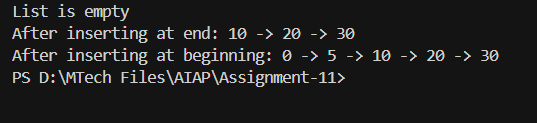 List is empty
After inserting at end: 10 -> 20 -> 30
After inserting at beginning: 0 -> 5 -> 10 -> 20 -> 30
PS D:\MTech Files\AIAP\Assignment-11>